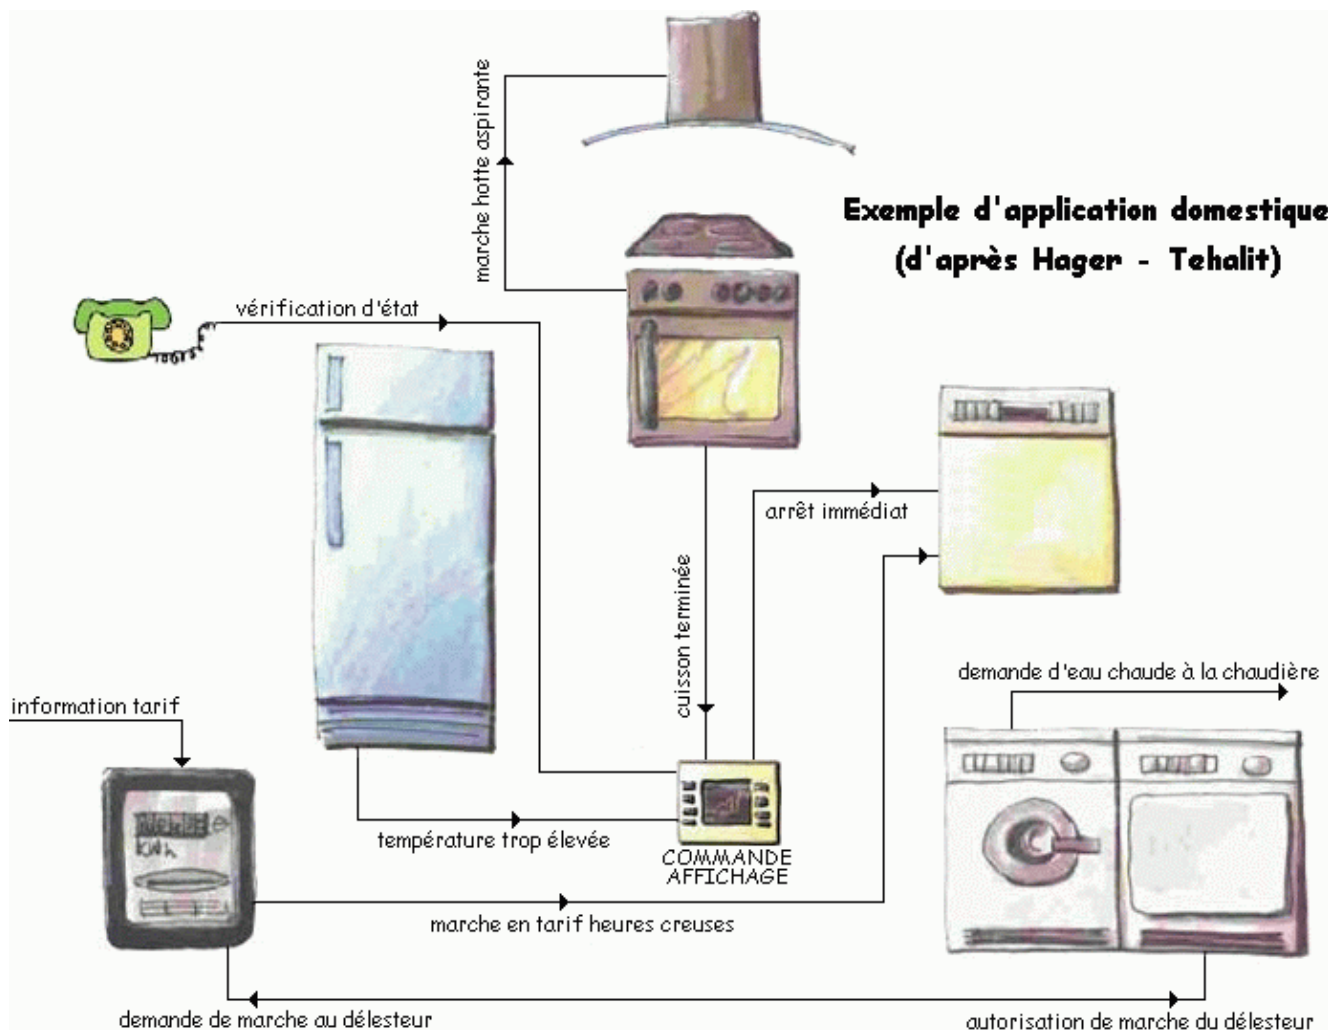 marche hotte aspirante
Exemple d'application domestique
(d'après Hager - Tehalit)
vérification d'état
arrêt immédiat
cuisson terminée
demande d'eau chaude à la chaudière
information tarif
température trop élevée
COMMANDE
AFFICHAGE
KWh
marche en tarif heures creuses
demande de marche au délesteur
autorisation de marche du délesteur